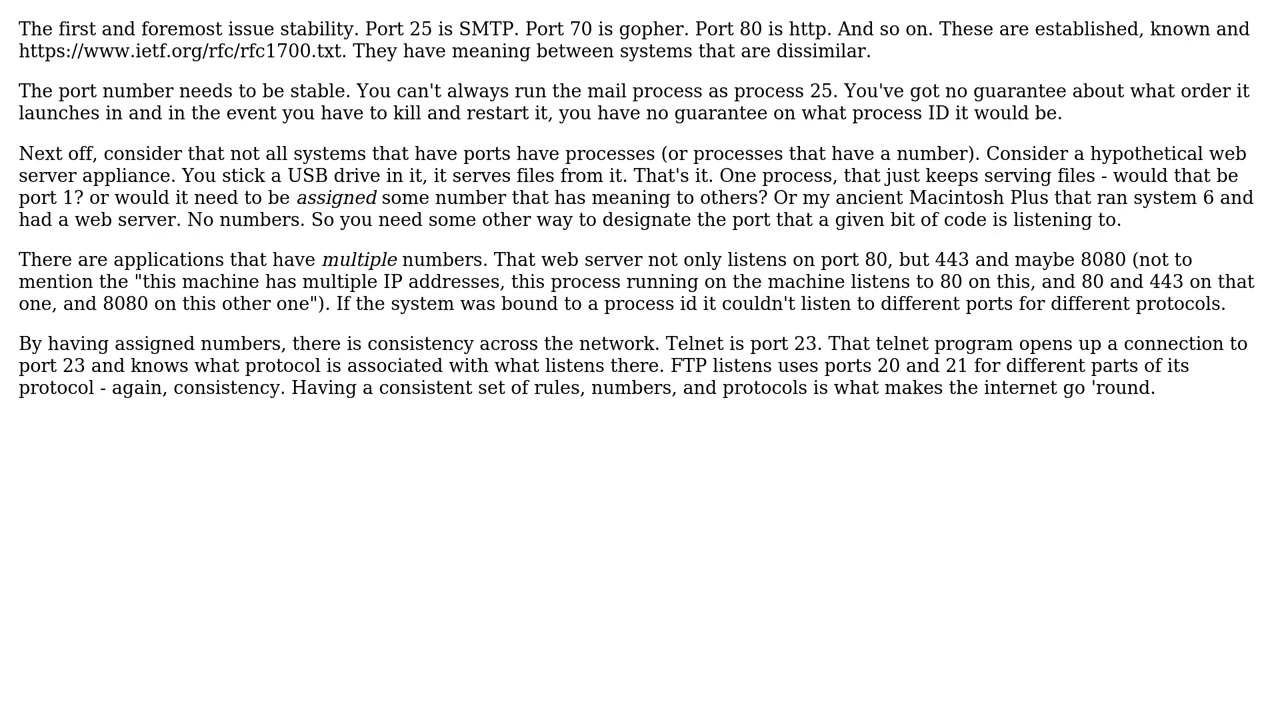 The first and foremost issue stability. Port 25 is SMTP. Port 70 is gopher. Port 80 is http. And so on. These are established, known and
https://www.ietf.org/rfc/rfc1700.txt. They have meaning between systems that are dissimilar.
The port number needs to be stable. You can't always run the mail process as process 25. You've got no guarantee about what order it
launches in and in the event you have to kill and restart it, you have no guarantee on what process ID it would be.
Next off, consider that not all systems that have ports have processes (or processes that have a number). Consider a hypothetical web
server appliance. You stick a USB drive in it, it serves files from it. That's it. One process, that just keeps serving files - would that be
port 1? or would it need to be assigned some number that has meaning to others? Or my ancient Macintosh Plus that ran system 6 and
had a web server. No numbers. So you need some other way to designate the port that a given bit of code is listening to.
There are applications that have multiple numbers. That web server not only listens on port 80, but 443 and maybe 8080 (not to
mention the "this machine has multiple IP addresses, this process running on the machine listens to 80 on this, and 80 and 443 on that
one, and 8080 on this other one"). If the system was bound to a process id it couldn't listen to different ports for different protocols.
By having assigned numbers, there is consistency across the network. Telnet is port 23. That telnet program opens up a connection to
port 23 and knows what protocol is associated with what listens there. FTP listens uses ports 20 and 21 for different parts of its
protocol - again, consistency. Having a consistent set of rules, numbers, and protocols is what makes the internet go 'round.